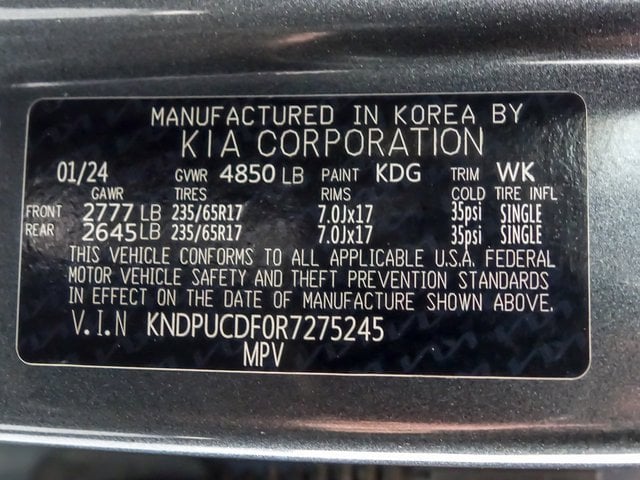 MANUFACTURED IN KOREA BY
KIA CORPORATION
01/24 GVWR 4850 LB PAINT KDG TRIM WK
GAWR TIRES RIMS COLD TIRE INFL
FRONT 2777 LB 235/65R17 7.0Jx17 35psi SINGLE
REAR 2645 LB 235/65R17 7.0Jx17 35psi SINGLE
THIS VEHICLE CONFORMS TO ALL APPLICABLE U.S.A. FEDERAL
MOTOR VEHICLE SAFETY AND THEFT PREVENTION STANDARDS
IN EFFECT ON THE DATE OF MANUFACTURE SHOWN ABOVE.
V.I.N KNDPUCDF0R7275245
MPV